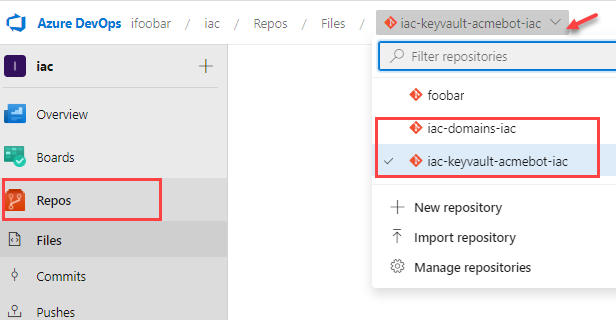 Azure DevOps ifoobar / iac / Repos / Files / iac-keyvault-acmebot-iac
iac
Overview
Boards
Repos
Files
Commits
Pushes
Filter repositories
foobar
iac-domains-iac
iac-keyvault-acmebot-iac
New repository
Import repository
Manage repositories